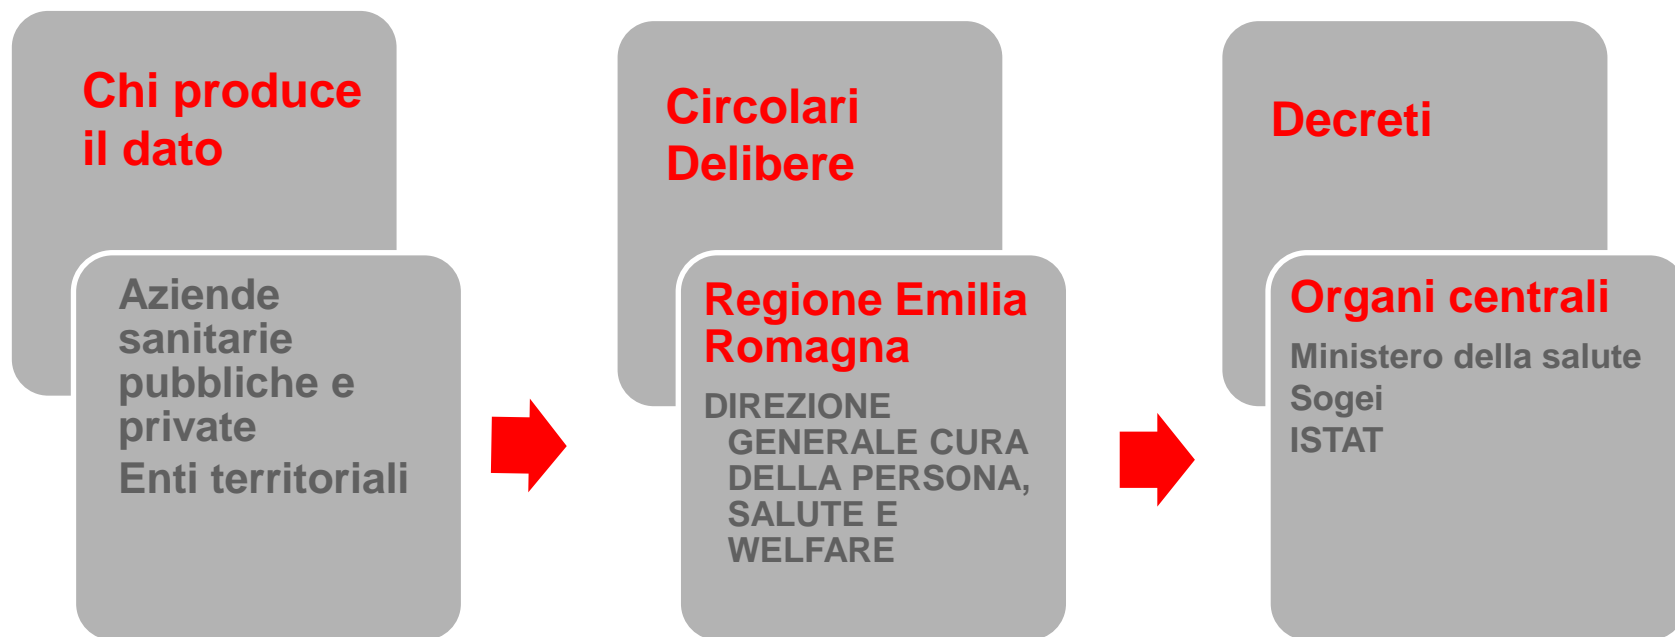 Chi produce
il dato
Aziende
sanitarie
pubbliche e
private
Enti territoriali
Circolari
Delibere
Regione Emilia
Romagna
DIREZIONE
GENERALE CURA
DELLA PERSONA,
SALUTE E
WELFARE
Decreti
Organi centrali
Ministero della salute
Sogei
ISTAT